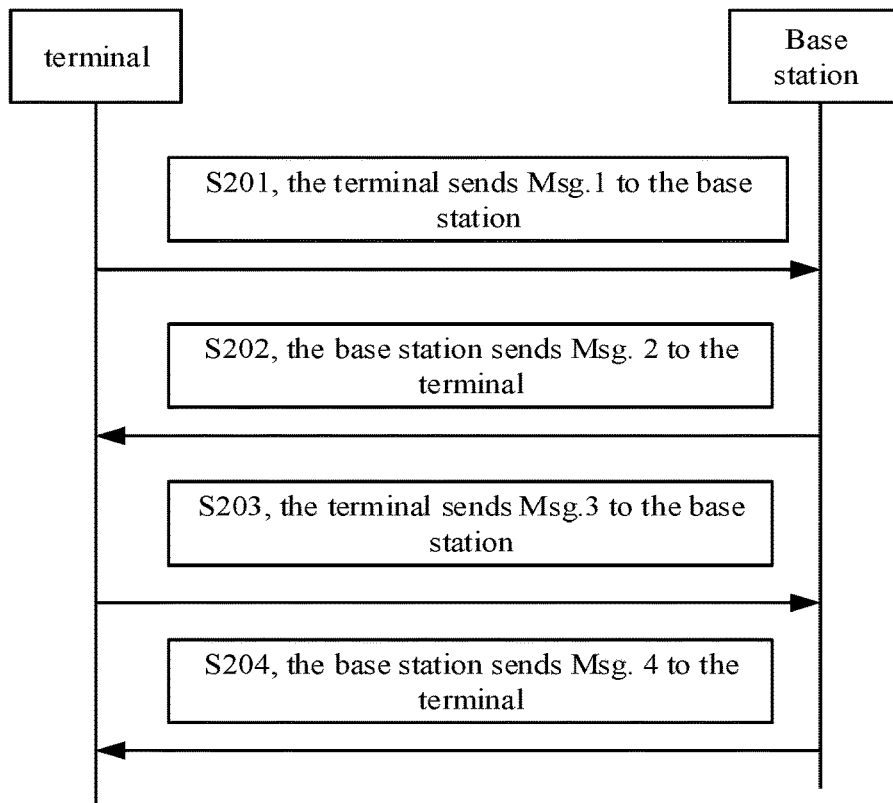 terminal
Base
station
S201, the terminal sends Msg.1 to the base
station
S202, the base station sends Msg. 2 to the
terminal
S203, the terminal sends Msg.3 to the base
station
S204, the base station sends Msg. 4 to the
terminal